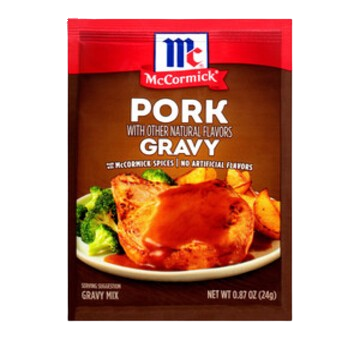 Mc
McCormick®
PORK
WITH OTHER NATURAL FLAVORS
GRAVY
McCORMICK SPICES | NO ARTIFICIAL FLAVORS
SERVING SUGGESTION
GRAVY MIX
NET WT 0.87 OZ (24g)